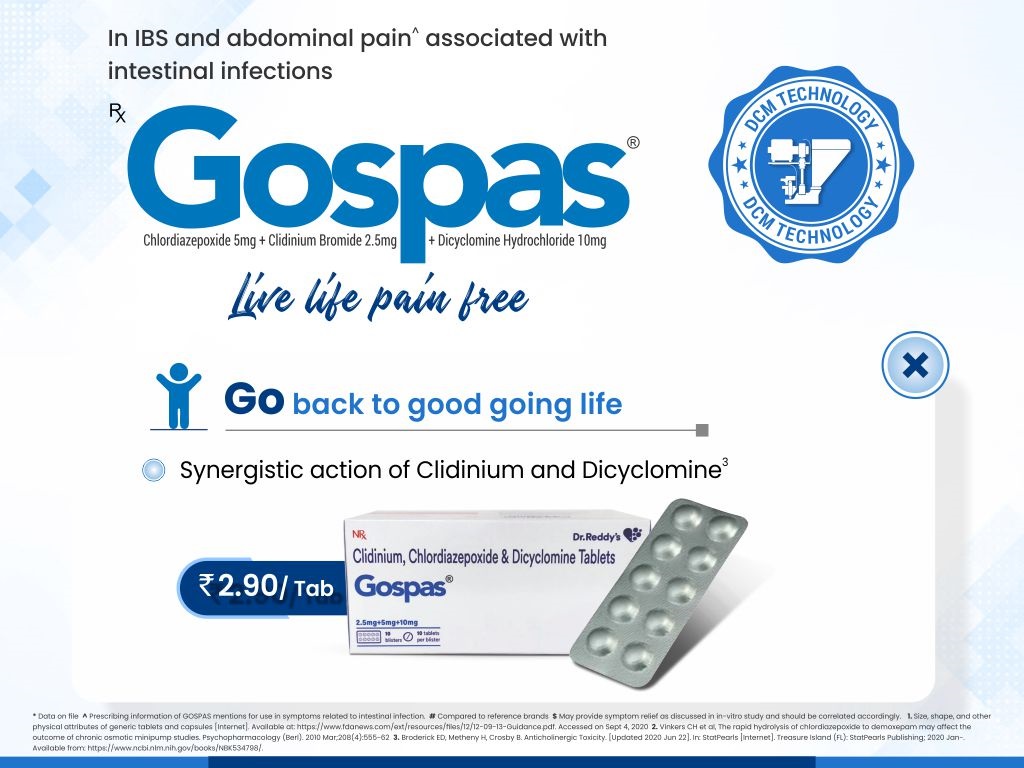 In IBS and abdominal pain^ associated with
intestinal infections
Rx
Gospas®
Chlordiazepoxide 5mg + Clidinium Bromide 2.5mg + Dicyclomine Hydrochloride 10mg
Live life pain free
DCM TECHNOLOGY
DCM TECHNOLOGY
Go back to good going life
Synergistic action of Clidinium and Dicyclomine³
NRx
Dr.Reddy's
Clidinium, Chlordiazepoxide & Dicyclomine Tablets
Gospas®
2.5mg+5mg+10mg
10 blisters
10 tablets per blister
₹2.90/ Tab
* Data on file ^ Prescribing information of GOSPAS mentions for use in symptoms related to intestinal infection. # Compared to reference brands $ May provide symptom relief as discussed in in-vitro study and should be correlated accordingly. 1. Size, shape, and other
physical attributes of generic tablets and capsules [Internet]. Available at: https://www.fdanews.com/ext/resources/files/12/12-09-13-Guidance.pdf. Accessed on Sept 4, 2020 2. Vinkers CH et al, The rapid hydrolysis of chlordiazepoxide to demoxepam may affect the
outcome of chronic osmotic minipump studies. Psychopharmacology (Berl). 2010 Mar;208(4):555-62 3. Broderick ED, Metheny H, Crosby B. Anticholinergic Toxicity. [Updated 2020 Jun 22]. In: StatPearls [Internet]. Treasure Island (FL): StatPearls Publishing; 2020 Jan-.
Available from: https://www.ncbi.nlm.nih.gov/books/NBK534798/.